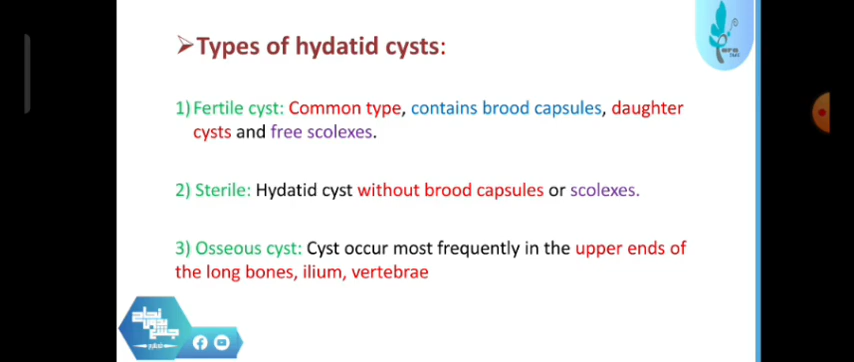 ➢Types of hydatid cysts:
1) Fertile cyst: Common type, contains brood capsules, daughter
cysts and free scolexes.
2) Sterile: Hydatid cyst without brood capsules or scolexes.
3) Osseous cyst: Cyst occur most frequently in the upper ends of
the long bones, ilium, vertebrae